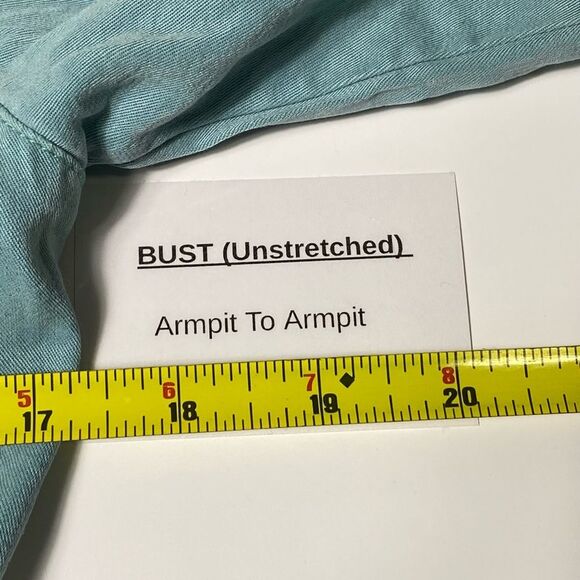 BUST (Unstretched)
Armpit To Armpit
5 6 7 8
17 18 19 20